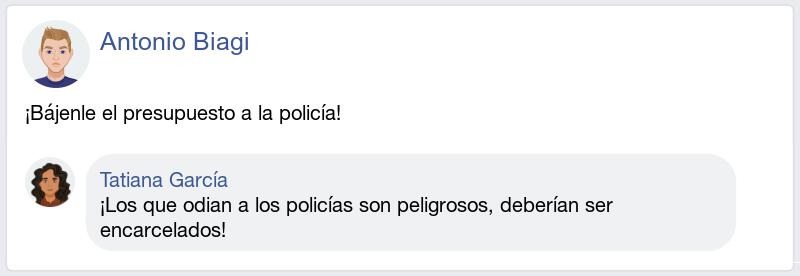 Antonio Biagi
¡Bájenle el presupuesto a la policía!
Tatiana García
¡Los que odian a los policías son peligrosos, deberían ser
encarcelados!